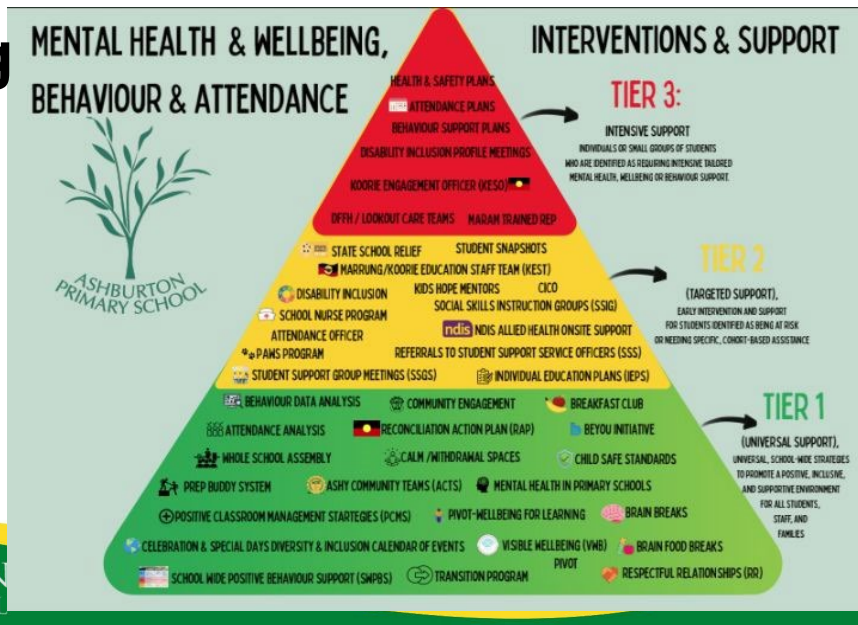 MENTAL HEALTH & WELLBEING,
BEHAVIOUR & ATTENDANCE
INTERVENTIONS & SUPPORT
ASHBURTON
PRIMARY SCHOOL
HEALTH & SAFETY PLANS
ATTENDANCE PLANS
BEHAVIOUR SUPPORT PLANS
DISABILITY INCLUSION PROFILE MEETINGS
KOORIE ENGAGEMENT OFFICER (KESO)
DFFH / LOOKOUT CARE TEAMS MARAM TRAINED REP
TIER 3:
INTENSIVE SUPPORT
INDIVIDUALS OR SMALL GROUPS OF STUDENTS
WHO ARE IDENTIFIED AS REQUIRING INTENSIVE TAILORED
MENTAL HEALTH, WELLBEING OR BEHAVIOUR SUPPORT.
STATE SCHOOL RELIEF STUDENT SNAPSHOTS
MARRUNG/KOORIE EDUCATION STAFF TEAM (KEST)
DISABILITY INCLUSION KIDS HOPE MENTORS CICO
SOCIAL SKILLS INSTRUCTION GROUPS (SSIG)
SCHOOL NURSE PROGRAM
ndis NDIS ALLIED HEALTH ONSITE SUPPORT
ATTENDANCE OFFICER
PAWS PROGRAM REFERRALS TO STUDENT SUPPORT SERVICE OFFICERS (SSS)
STUDENT SUPPORT GROUP MEETINGS (SSGS) INDIVIDUAL EDUCATION PLANS (IEPS)
TIER 2
(TARGETED SUPPORT),
EARLY INTERVENTION AND SUPPORT
FOR STUDENTS IDENTIFIED AS BEING AT RISK
OR NEEDING SPECIFIC, COHORT-BASED ASSISTANCE
BEHAVIOUR DATA ANALYSIS COMMUNITY ENGAGEMENT BREAKFAST CLUB
ATTENDANCE ANALYSIS RECONCILIATION ACTION PLAN (RAP) BEYOU INITIATIVE
WHOLE SCHOOL ASSEMBLY CALM /WITHDRAWAL SPACES CHILD SAFE STANDARDS
PREP BUDDY SYSTEM ASHY COMMUNITY TEAMS (ACTS) MENTAL HEALTH IN PRIMARY SCHOOLS
POSITIVE CLASSROOM MANAGEMENT STARTEGIES (PCMS) PIVOT-WELLBEING FOR LEARNING BRAIN BREAKS
CELEBRATION & SPECIAL DAYS DIVERSITY & INCLUSION CALENDAR OF EVENTS VISIBLE WELLBEING (VWB) BRAIN FOOD BREAKS
PIVOT
SCHOOL WIDE POSITIVE BEHAVIOUR SUPPORT (SWPBS) TRANSITION PROGRAM RESPECTFUL RELATIONSHIPS (RR)
TIER 1
(UNIVERSAL SUPPORT),
UNIVERSAL, SCHOOL-WIDE STRATEGIES
TO PROMOTE A POSITIVE, INCLUSIVE,
AND SUPPORTIVE ENVIRONMENT
FOR ALL STUDENTS,
STAFF, AND
FAMILIES